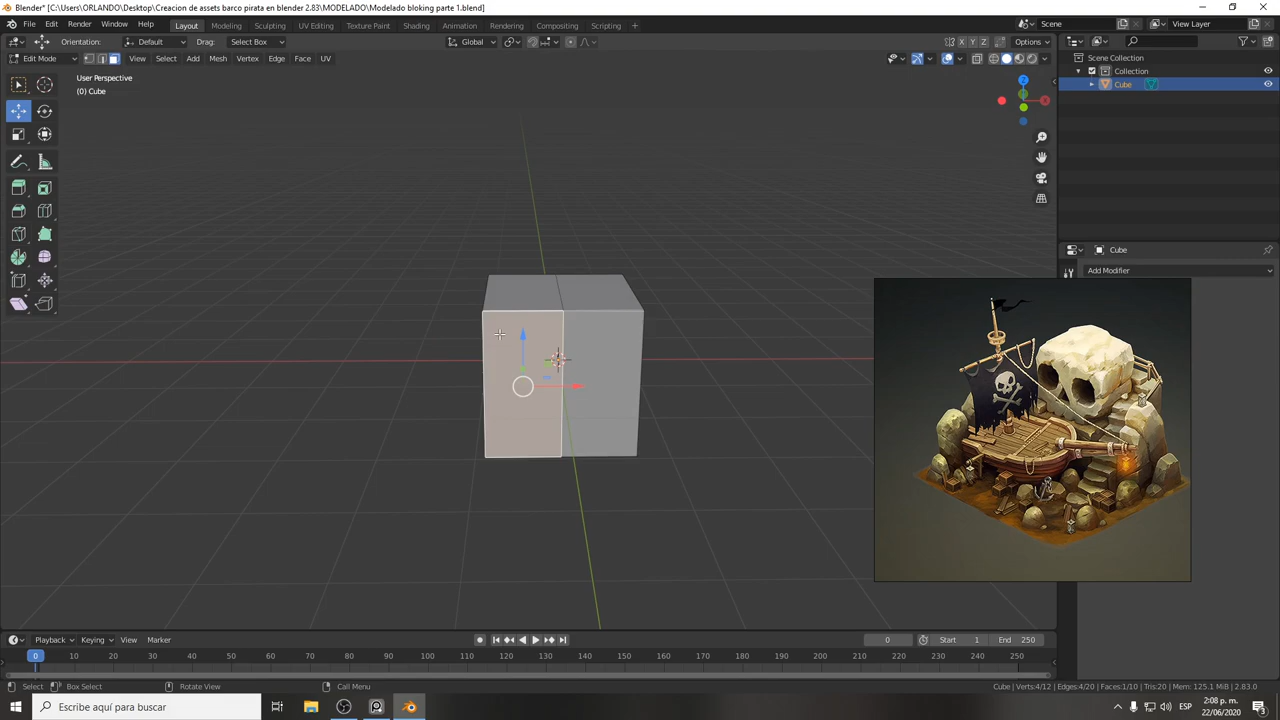 Blender* [C:\Users\ORLANDO\Desktop\Creacion de assets barco pirata en blender 2.83\MODELADO\Modelado bloking parte 1.blend]
File Edit Render Window Help Layout Modeling Sculpting UV Editing Texture Paint Shading Animation Rendering Compositing Scripting + Scene View Layer
Orientation: Default Drag: Select Box Global X Y Z Options
Edit Mode View Select Add Mesh Vertex Edge Face UV
Scene Collection
Collection
Cube
User Perspective
(0) Cube
Z
X
Cube
Add Modifier
Playback Keying View Marker 0 Start 1 End 250
0 10 20 30 40 50 60 70 80 90 100 110 120 130 140 150 160 170 180 190 200 210 220 230 240 250
Select Box Select Rotate View Call Menu Cube | Verts:4/12 | Edges:4/20 | Faces:1/10 | Tris:20 | Mem: 125.1 MiB | 2.83.0
Escribe aquí para buscar ESP 2:08 p. m.
22/06/2020 3